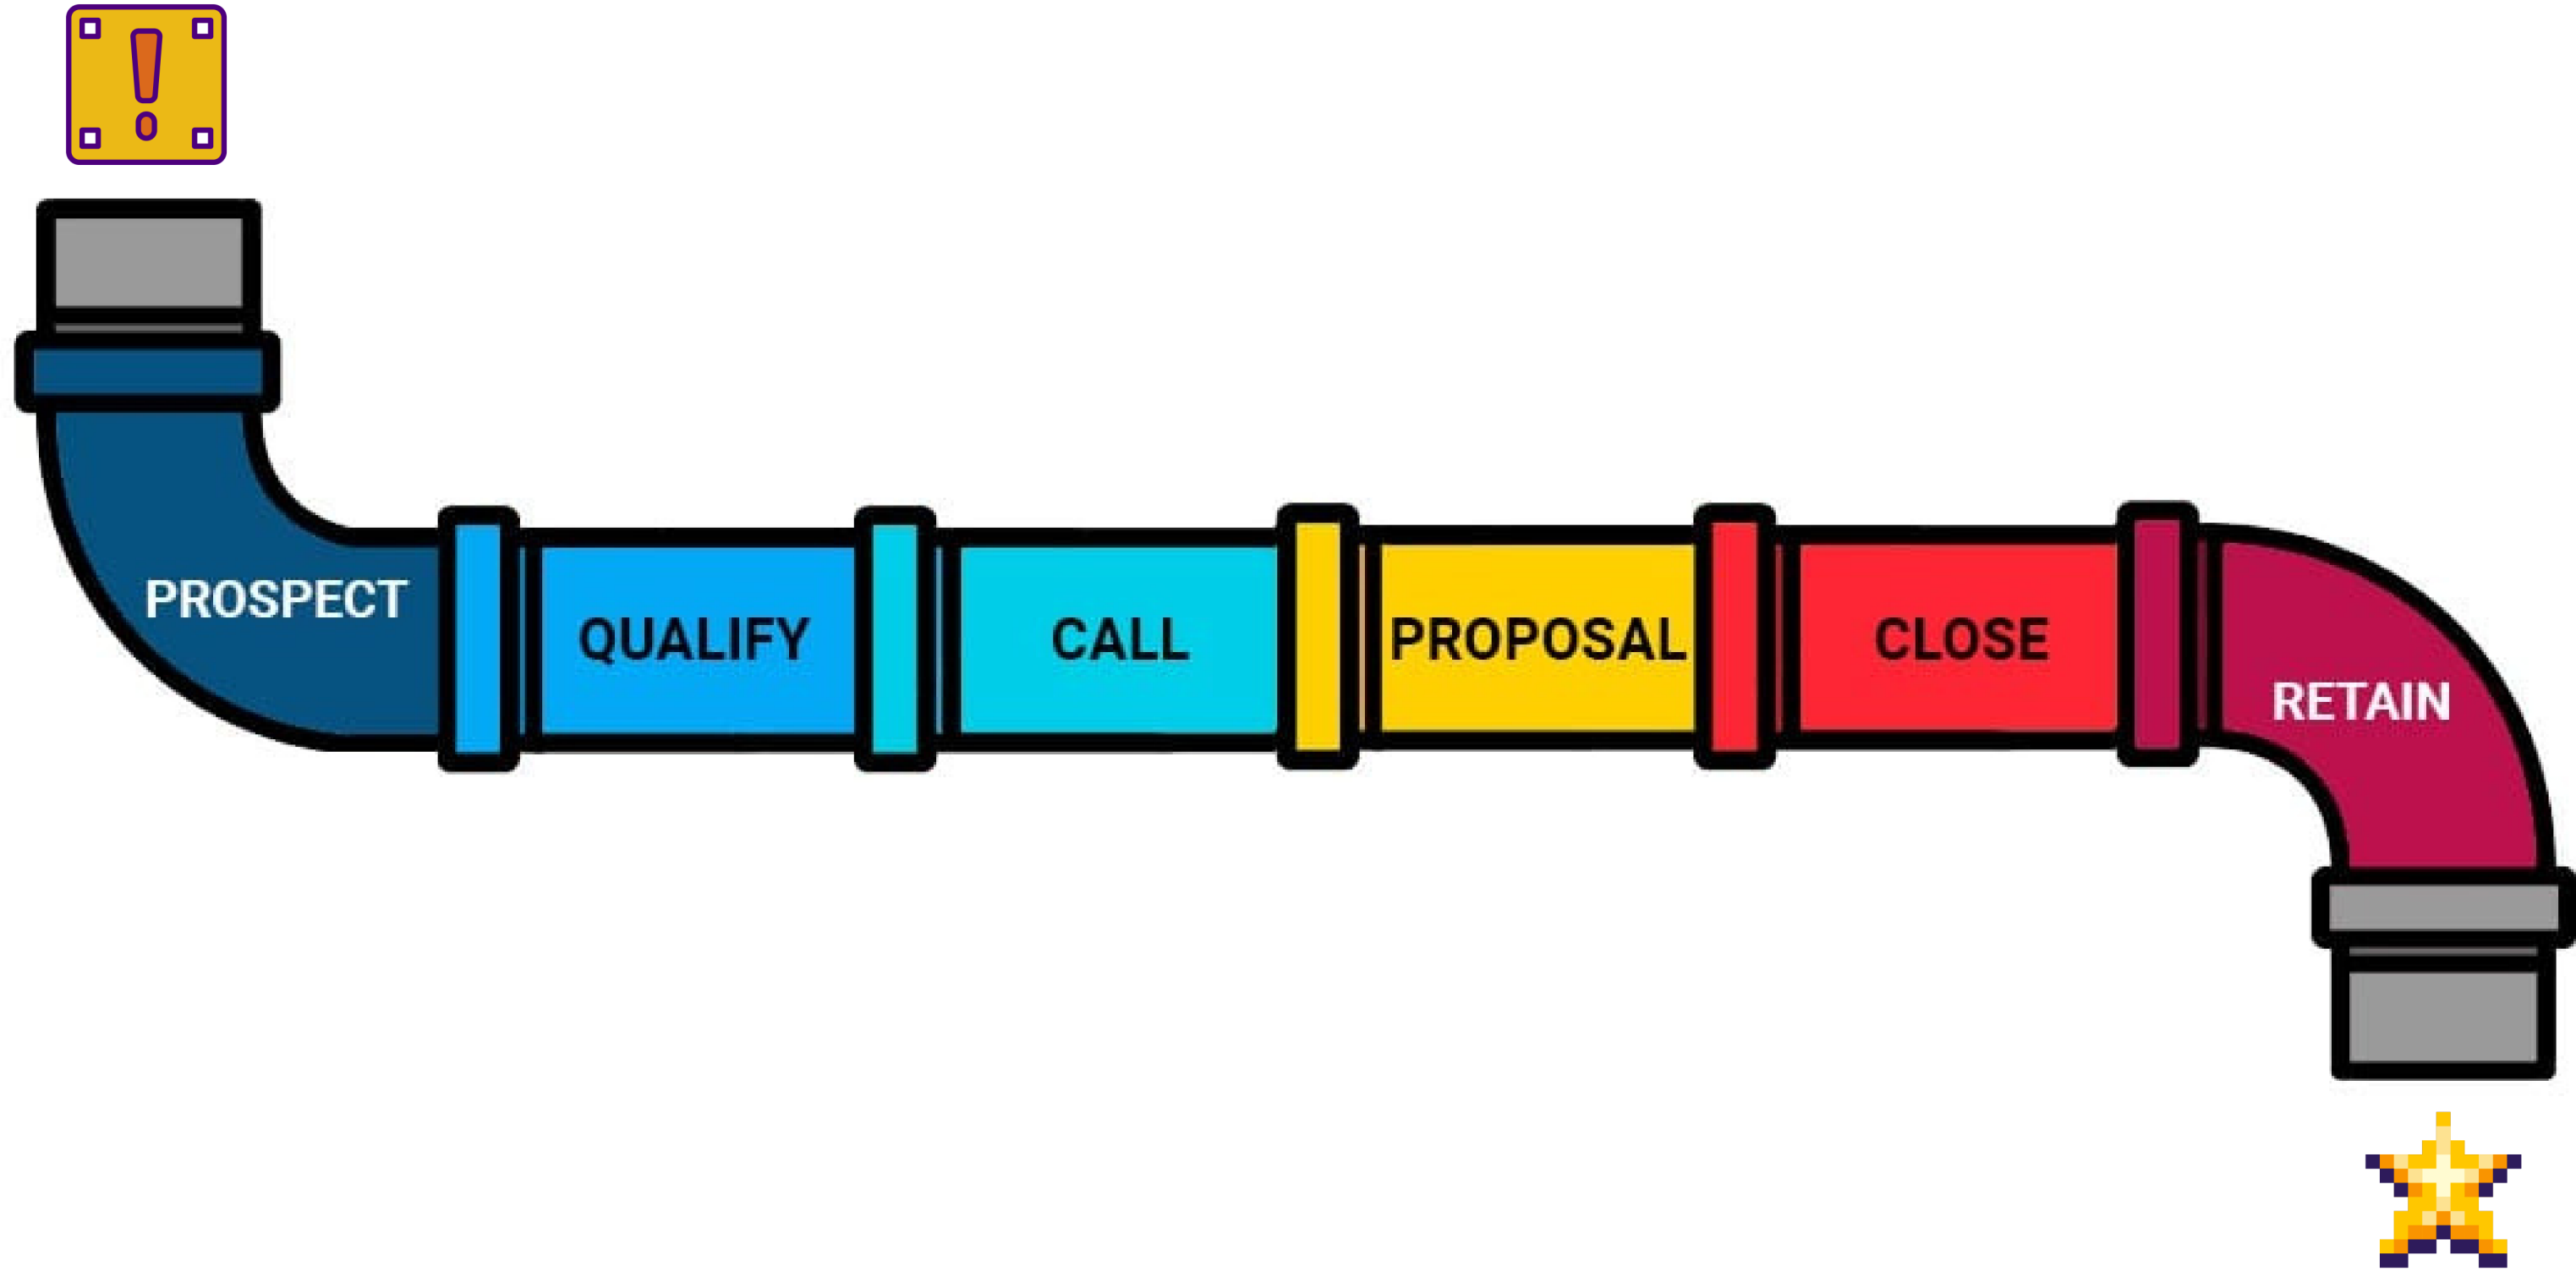 !
PROSPECT
QUALIFY
CALL
PROPOSAL
CLOSE
RETAIN